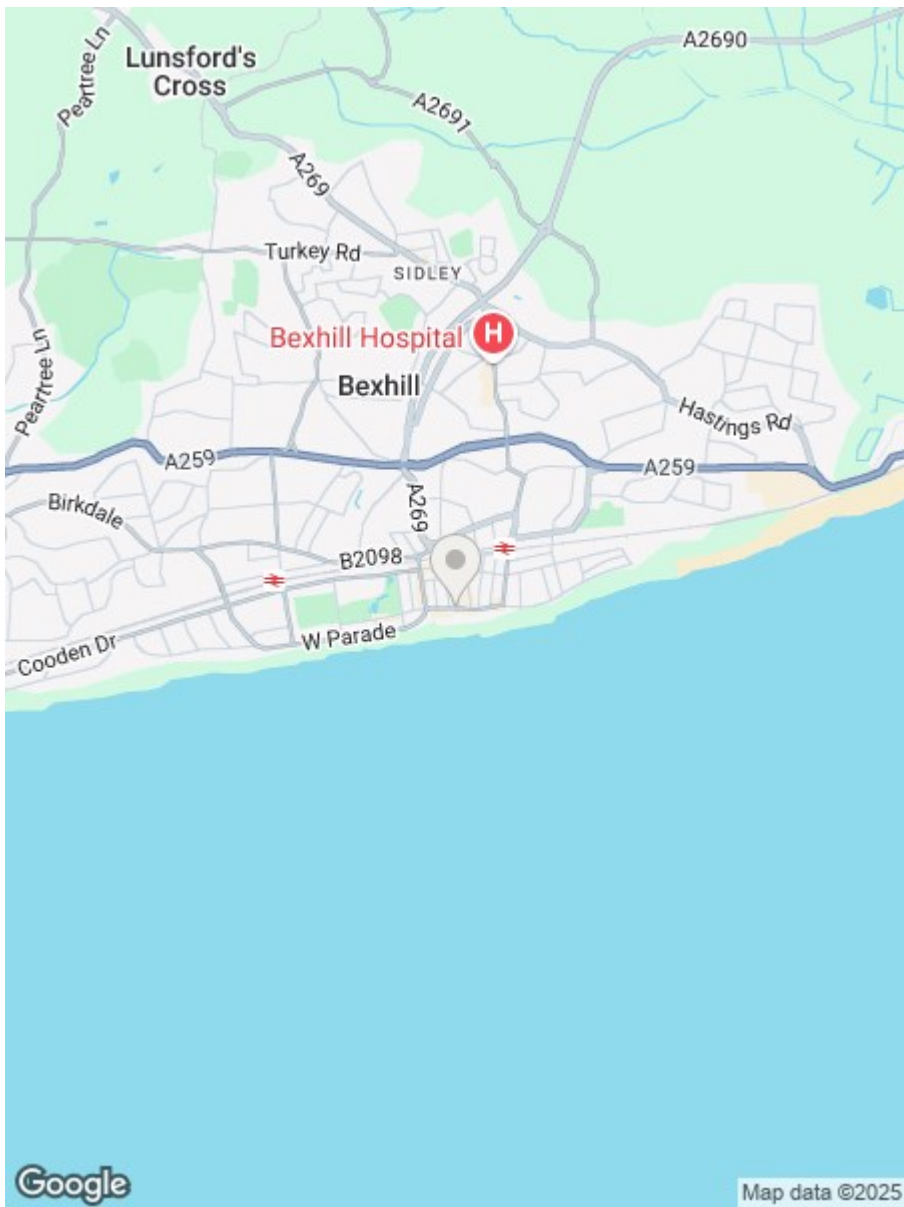 A2690
Lunsford's
Cross
Peartree Ln
A2691
A269
Turkey Rd
SIDLEY
Bexhill Hospital H
Peartree Ln
Bexhill
Hastings Rd
A259
A259
Birkdale
A269
B2098
W Parade
Cooden Dr
Google
Map data ©2025